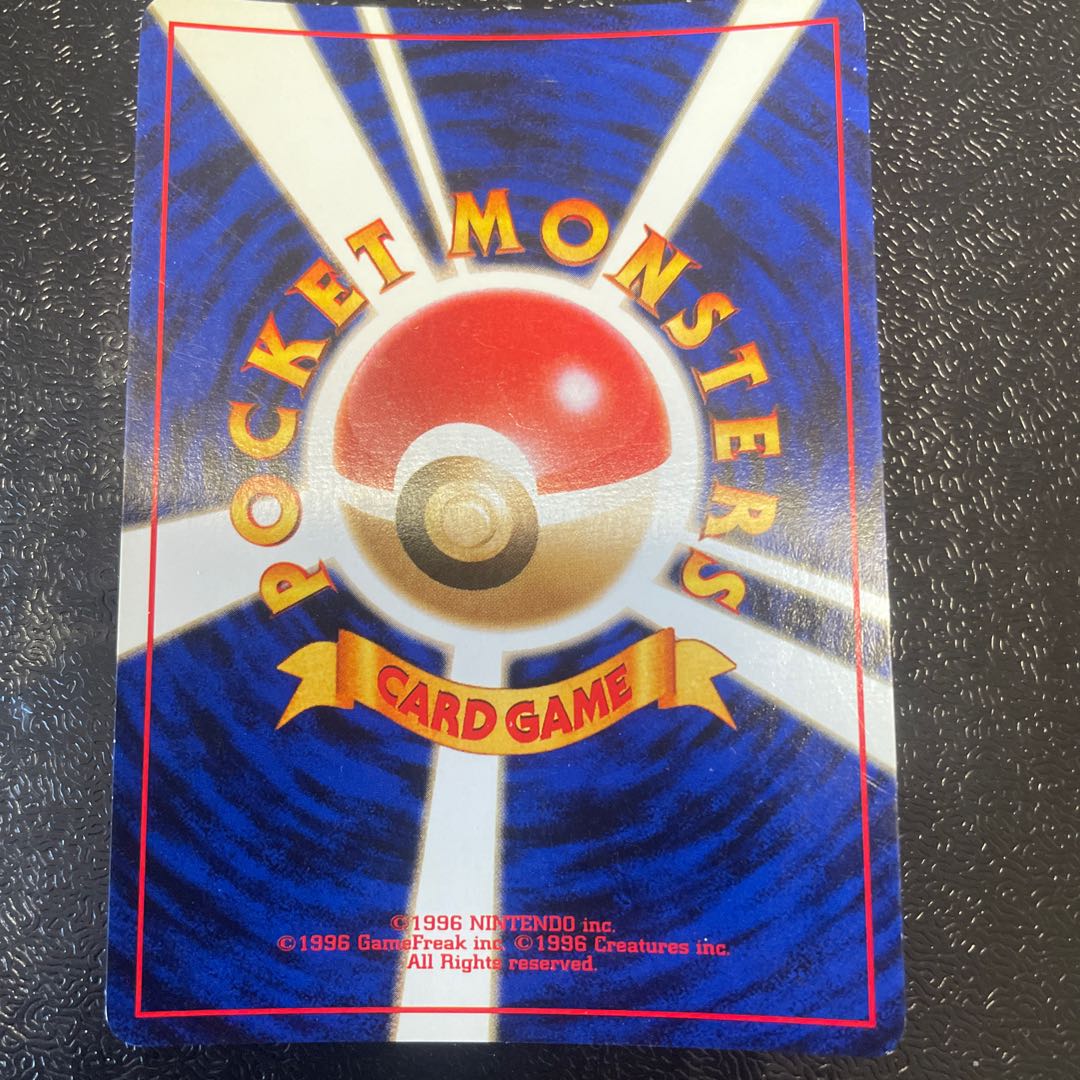 POCKET MONSTERS
CARD GAME
©1996 NINTENDO inc.
©1996 GameFreak inc. ©1996 Creatures inc.
All Rights reserved.